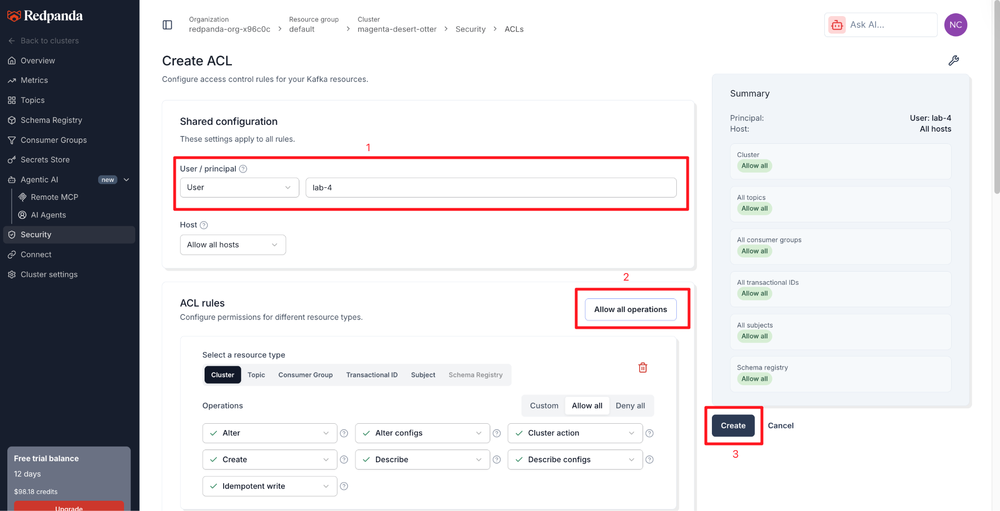 Redpanda
Back to clusters
Overview
Metrics
Topics
Schema Registry
Consumer Groups
Secrets Store
Agentic AI new
Remote MCP
AI Agents
Security
Connect
Cluster settings
Free trial balance
12 days
$98.18 credits
Upgrade
Organization Resource group Cluster
redpanda-org-x96c0c > default > magenta-desert-otter > Security > ACLs
Ask AI...
NC
Create ACL
Configure access control rules for your Kafka resources.
Shared configuration
These settings apply to all rules.
1
User / principal ?
User lab-4
Host ?
Allow all hosts
2
ACL rules
Configure permissions for different resource types.
Allow all operations
Select a resource type
Cluster Topic Consumer Group Transactional ID Subject Schema Registry
Operations Custom Allow all Deny all
Alter ? Alter configs ? Cluster action ?
Create ? Describe ? Describe configs ?
Idempotent write ?
Summary
Principal: User: lab-4
Host: All hosts
Cluster
Allow all
All topics
Allow all
All consumer groups
Allow all
All transactional IDs
Allow all
All subjects
Allow all
Schema registry
Allow all
Create Cancel
3